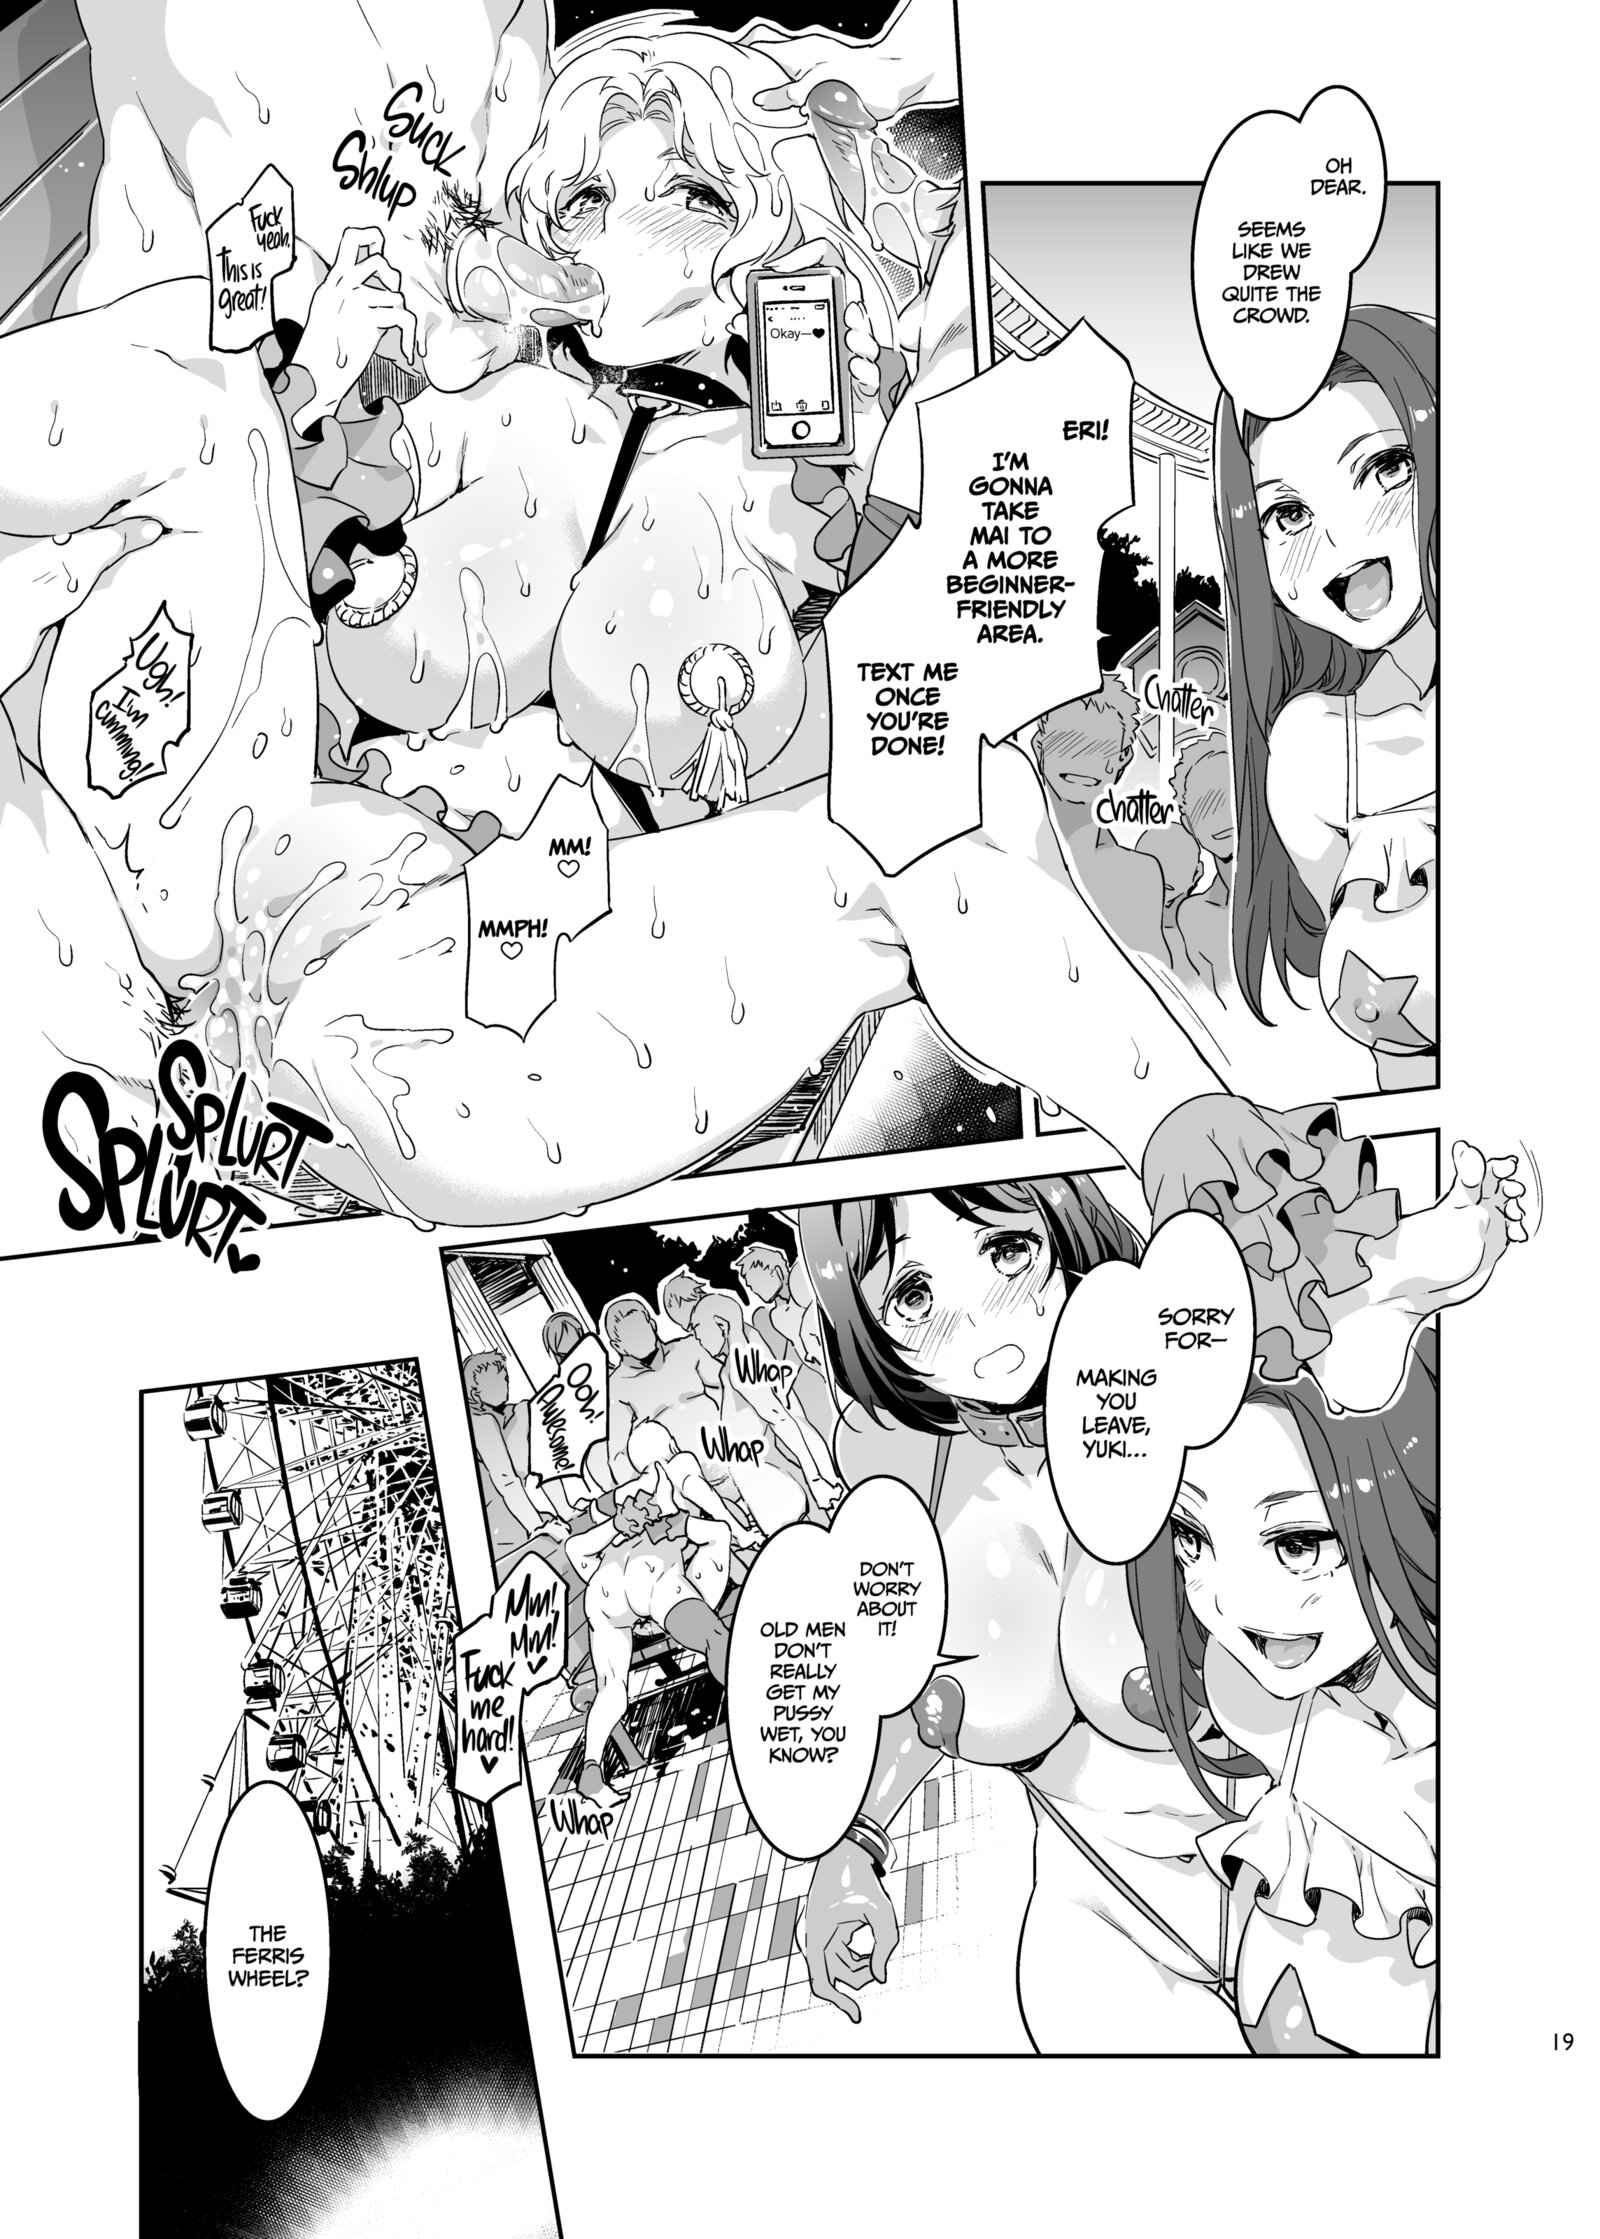 OH
DEAR.
SEEMS
LIKE WE
DREW
QUITE THE
CROWD.
ERI!
I'M
GONNA
TAKE
MAI TO
A MORE
BEGINNER-
FRIENDLY
AREA.
TEXT ME
ONCE
YOU'RE
DONE!
Chatter
chatter
Suck
Shlup
Okay—♥
Fuck
yeah,
This is
great!
Ugh!
I'm
cumming!
MM!
♡
MMPH!
♡
SPLURT
SPLURT
SORRY
FOR—
MAKING
YOU
LEAVE,
YUKI...
DON'T
WORRY
ABOUT
IT!
OLD MEN
DON'T
REALLY
GET MY
PUSSY
WET, YOU
KNOW?
Whap
Whap
Ooh!
Awesome!
Mm!
Mm!
♥
Fuck
me
hard!
♥
Whap
THE
FERRIS
WHEEL?
19